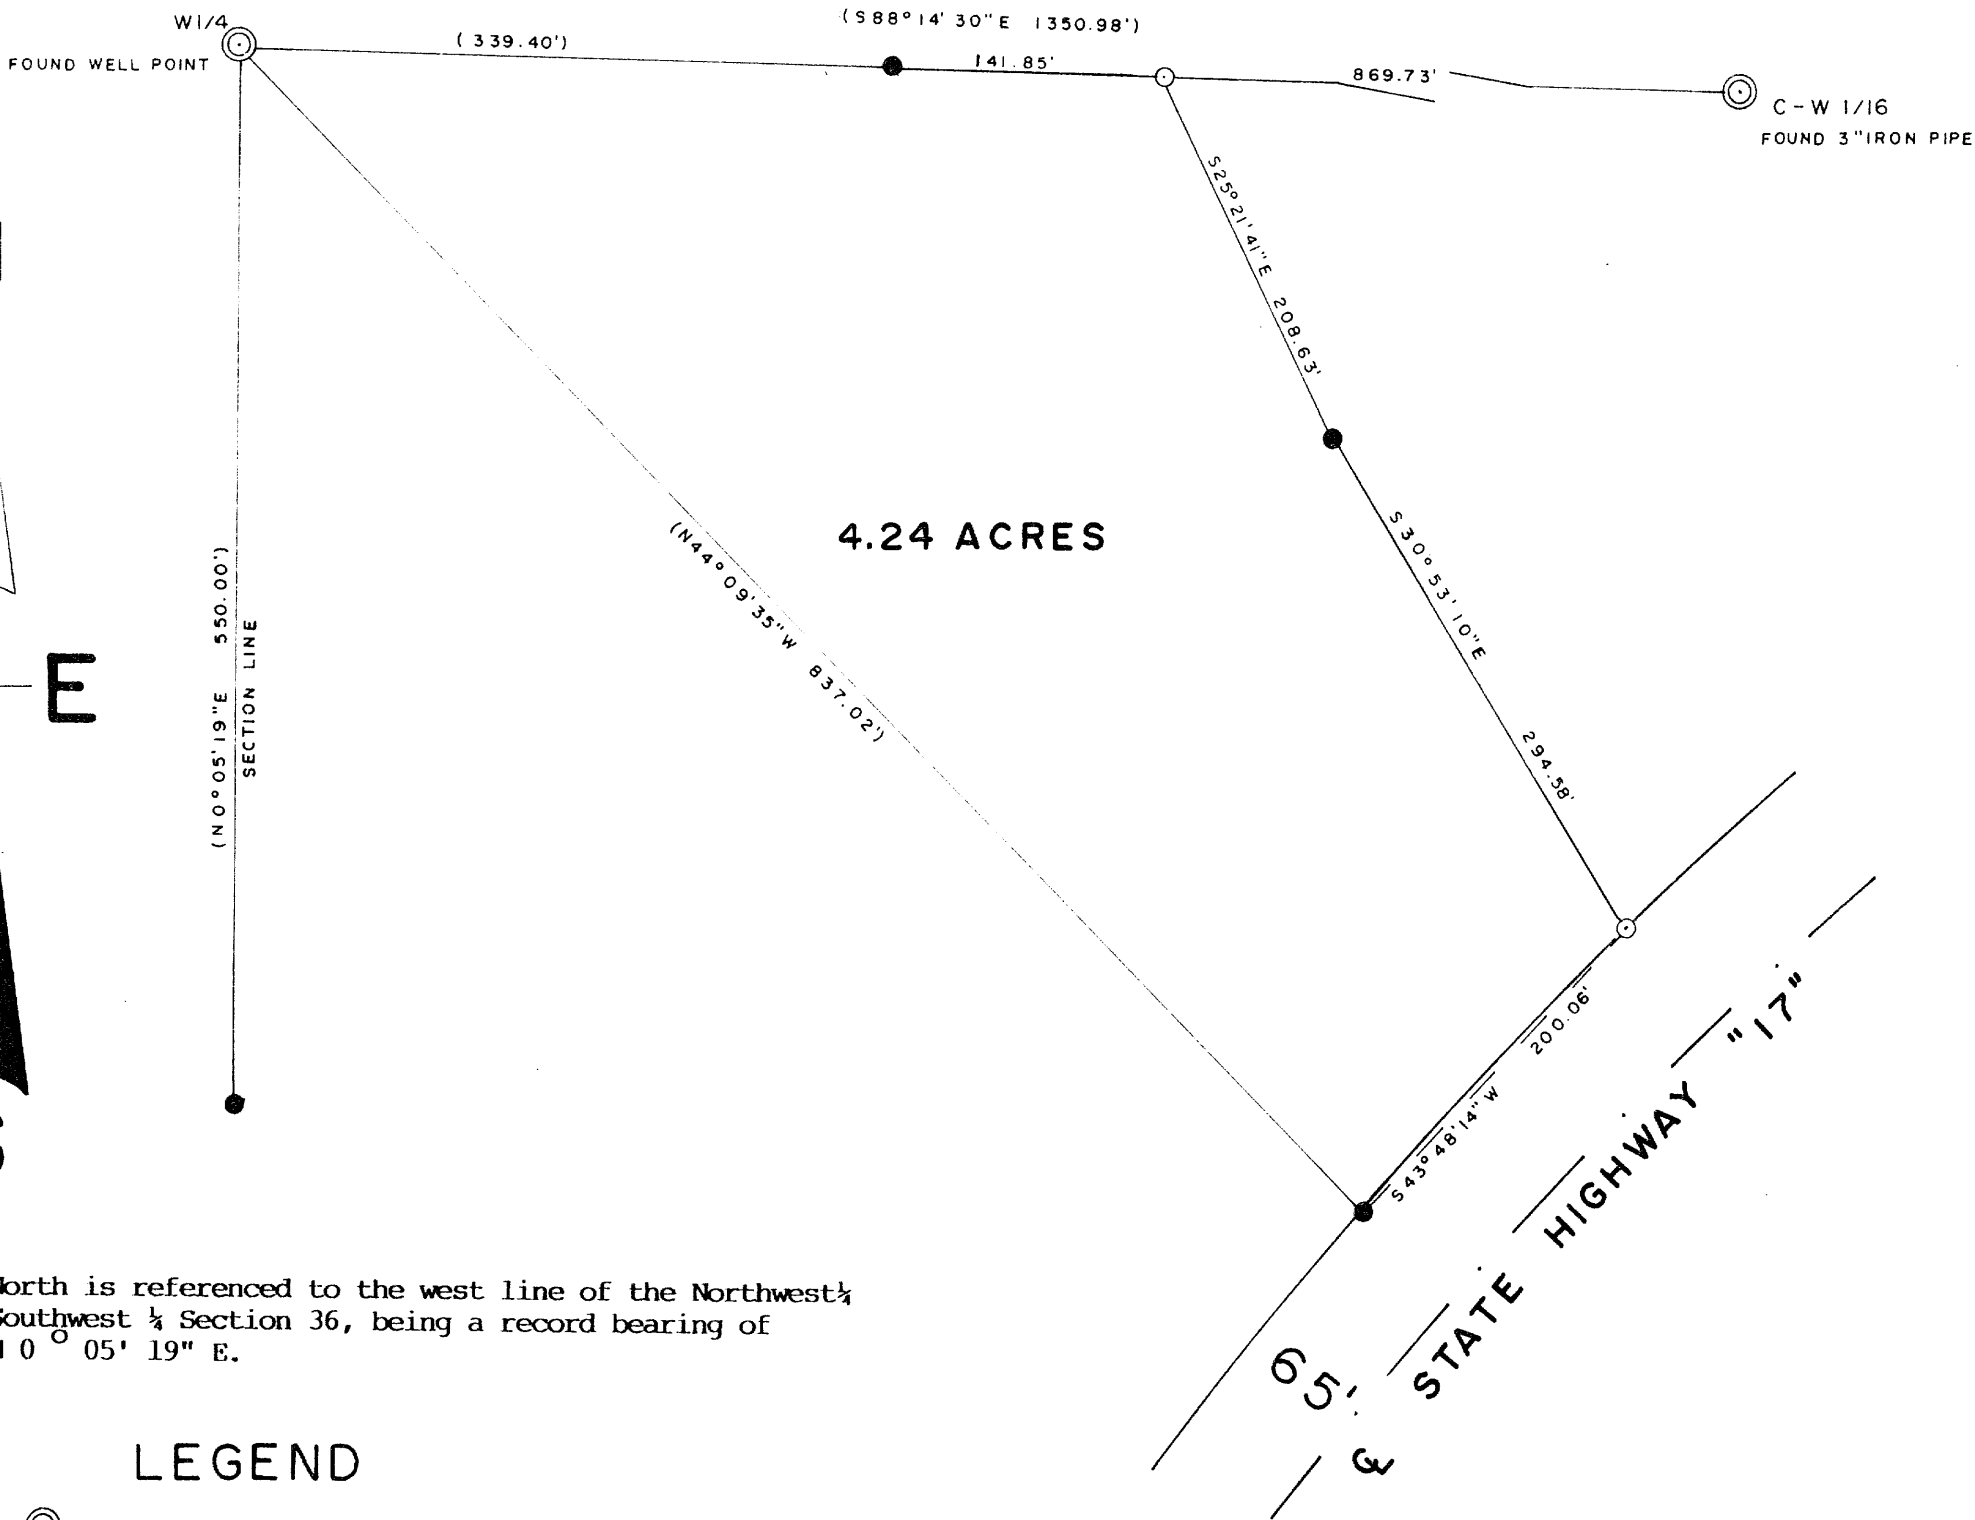 (S88°14'30"E 1350.98')
W1/4
(339.40')
FOUND WELL POINT
141.85'
869.73'
C-W 1/16
FOUND 3"IRON PIPE
S25°21'41"E 208.63'
4.24 ACRES
S30°53'10"E
294.58'
(N44°09'35"W 837.02')
(N0°05'19"E 550.00')
SECTION LINE
E
200.06'
S43°48'14"W
STATE HIGHWAY "17"
65'
orth is referenced to the west line of the Northwest¼
outhwest ¼ Section 36, being a record bearing of
0° 05' 19" E.
LEGEND